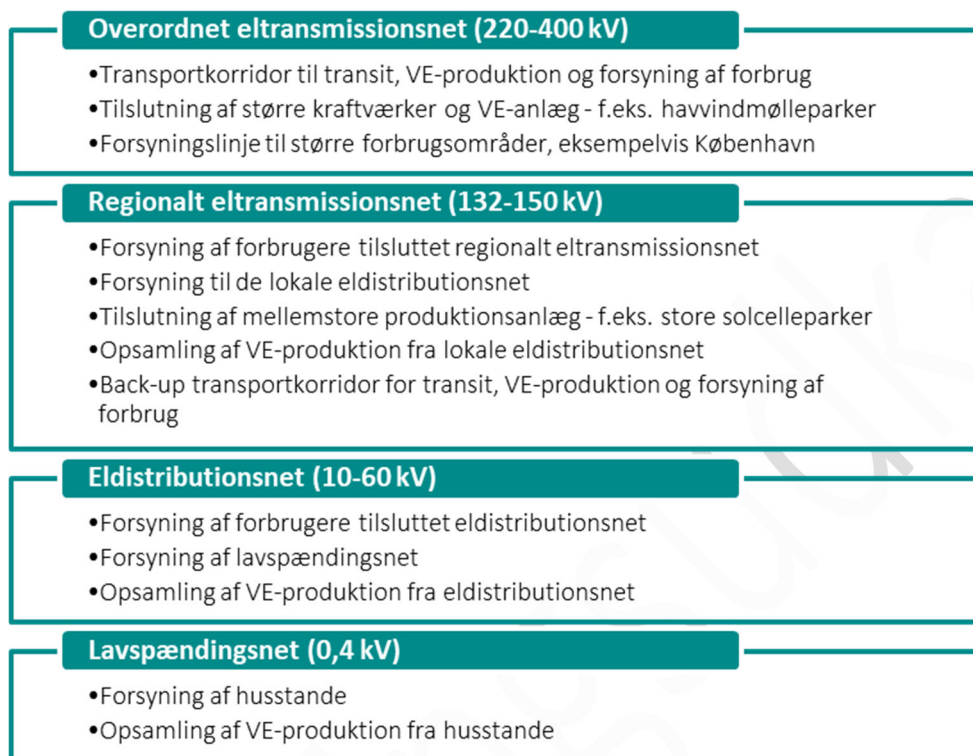 Overordnet eltransmissionsnet (220-400 kV)
•Transportkorridor til transit, VE-produktion og forsyning af forbrug
•Tilslutning af større kraftværker og VE-anlæg - f.eks. havvindmølleparker
•Forsyningslinje til større forbrugsområder, eksempelvis København
Regionalt eltransmissionsnet (132-150 kV)
•Forsyning af forbrugere tilsluttet regionalt eltransmissionsnet
•Forsyning til de lokale eldistributionsnet
•Tilslutning af mellemstore produktionsanlæg - f.eks. store solcelleparker
•Opsamling af VE-produktion fra lokale eldistributionsnet
•Back-up transportkorridor for transit, VE-produktion og forsyning af
forbrug
Eldistributionsnet (10-60 kV)
•Forsyning af forbrugere tilsluttet eldistributionsnet
•Forsyning af lavspændingsnet
•Opsamling af VE-produktion fra eldistributionsnet
Lavspændingsnet (0,4 kV)
•Forsyning af husstande
•Opsamling af VE-produktion fra husstande